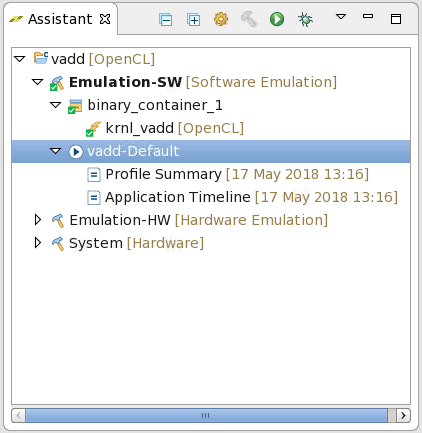 Assistant
vadd [OpenCL]
Emulation-SW [Software Emulation]
binary_container_1
krnl_vadd [OpenCL]
vadd-Default
Profile Summary [17 May 2018 13:16]
Application Timeline [17 May 2018 13:16]
Emulation-HW [Hardware Emulation]
System [Hardware]